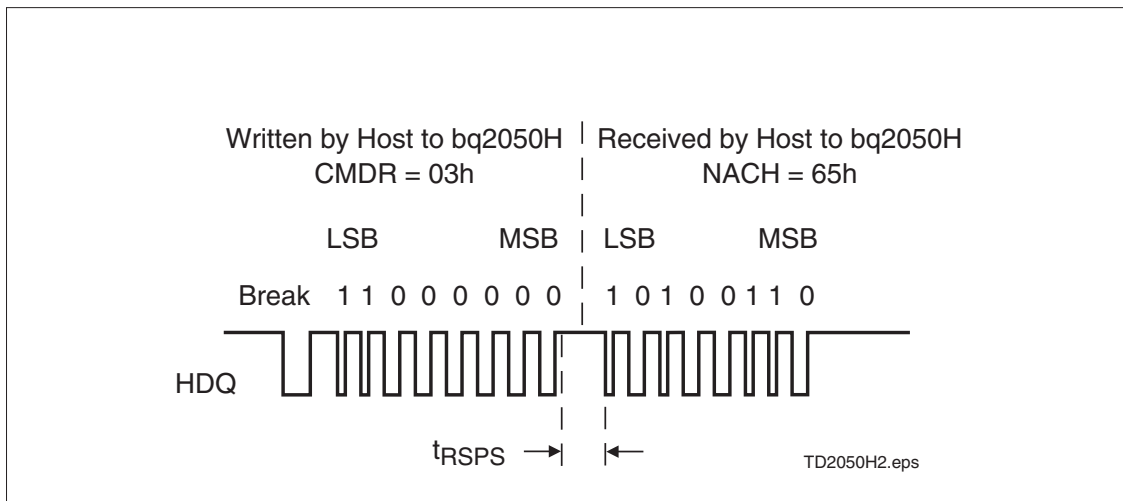 Written by Host to bq2050H
CMDR = 03h
Received by Host to bq2050H
NACH = 65h
LSB MSB LSB MSB
Break 1 1 0 0 0 0 0 0 1 0 1 0 0 1 1 0
HDQ
tRSPS
TD2050H2.eps